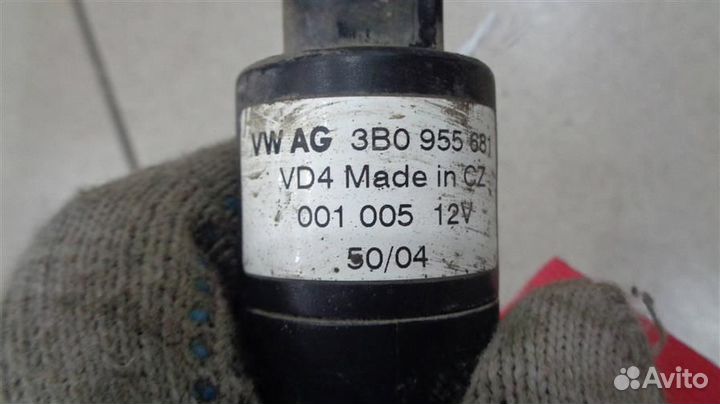 VW AG 3B0 955 681
VD4 Made in CZ
001 005 12V
50/04
Avito